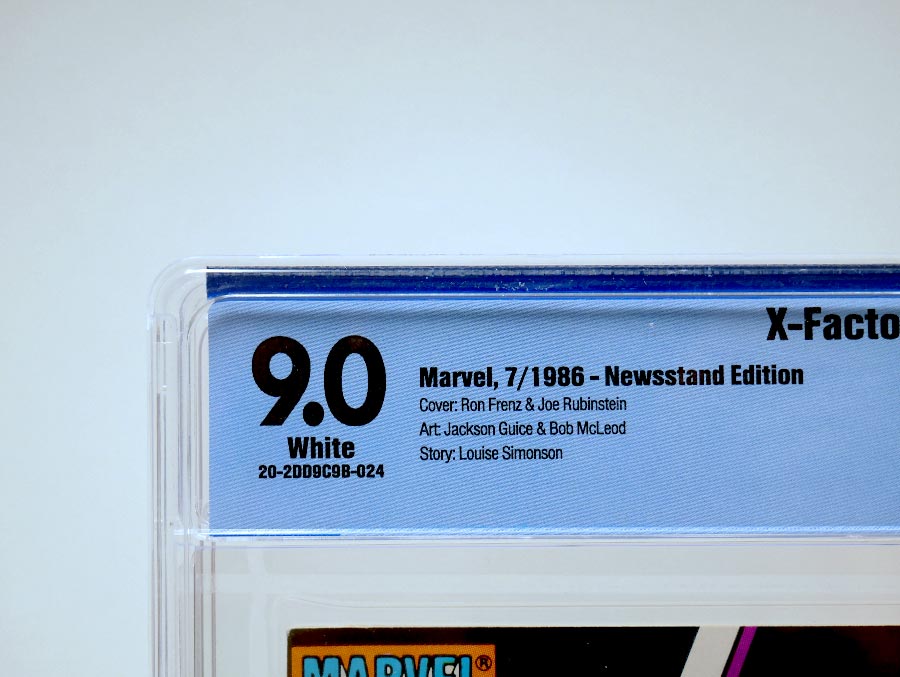 X-Facto
9.0
White
20-2DD9C9B-024
Marvel, 7/1986 - Newsstand Edition
Cover: Ron Frenz & Joe Rubinstein
Art: Jackson Guice & Bob McLeod
Story: Louise Simonson
MARVEL®